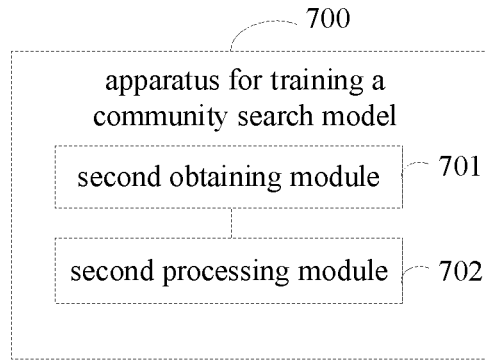 700
apparatus for training a
community search model
second obtaining module
701
second processing module
702